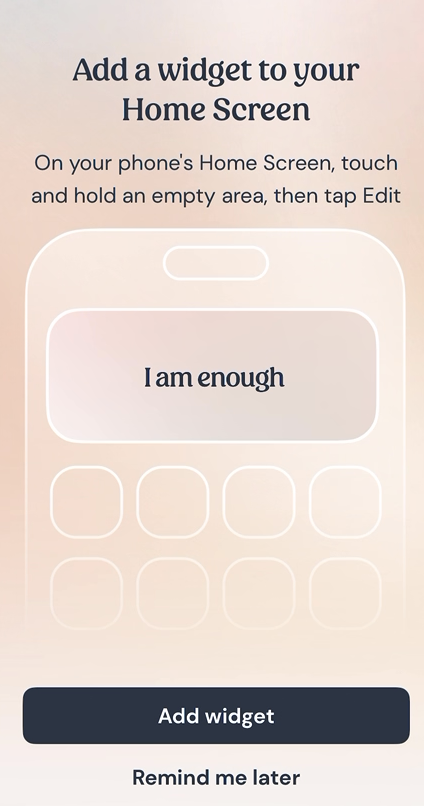 Add a widget to your
Home Screen
On your phone's Home Screen, touch
and hold an empty area, then tap Edit
I am enough
Add widget
Remind me later